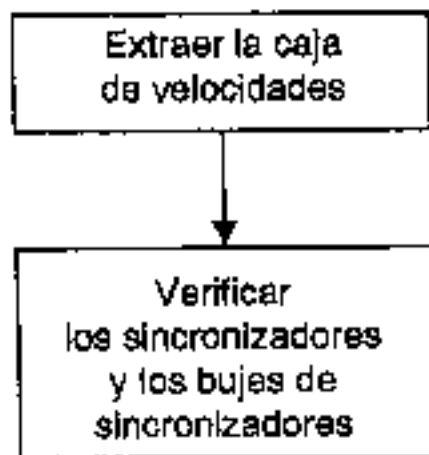 Extraer la caja
de velocidades
Verificar
los sincronizadores
y los bujes de
sincronizadores